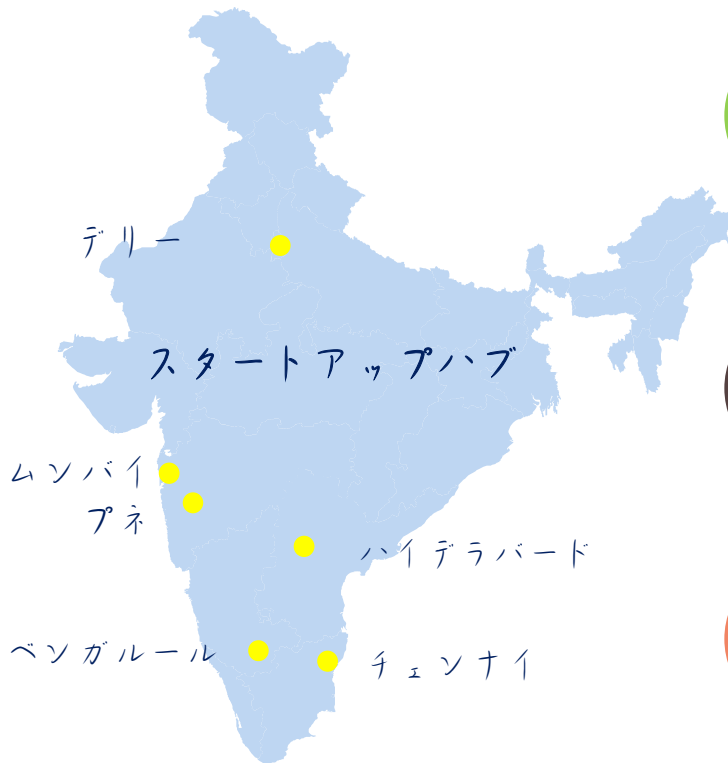 デリー
スタートアップハブ
ムンバイ
プネ
ハイデラバード
ベンガルール
チェンナイ